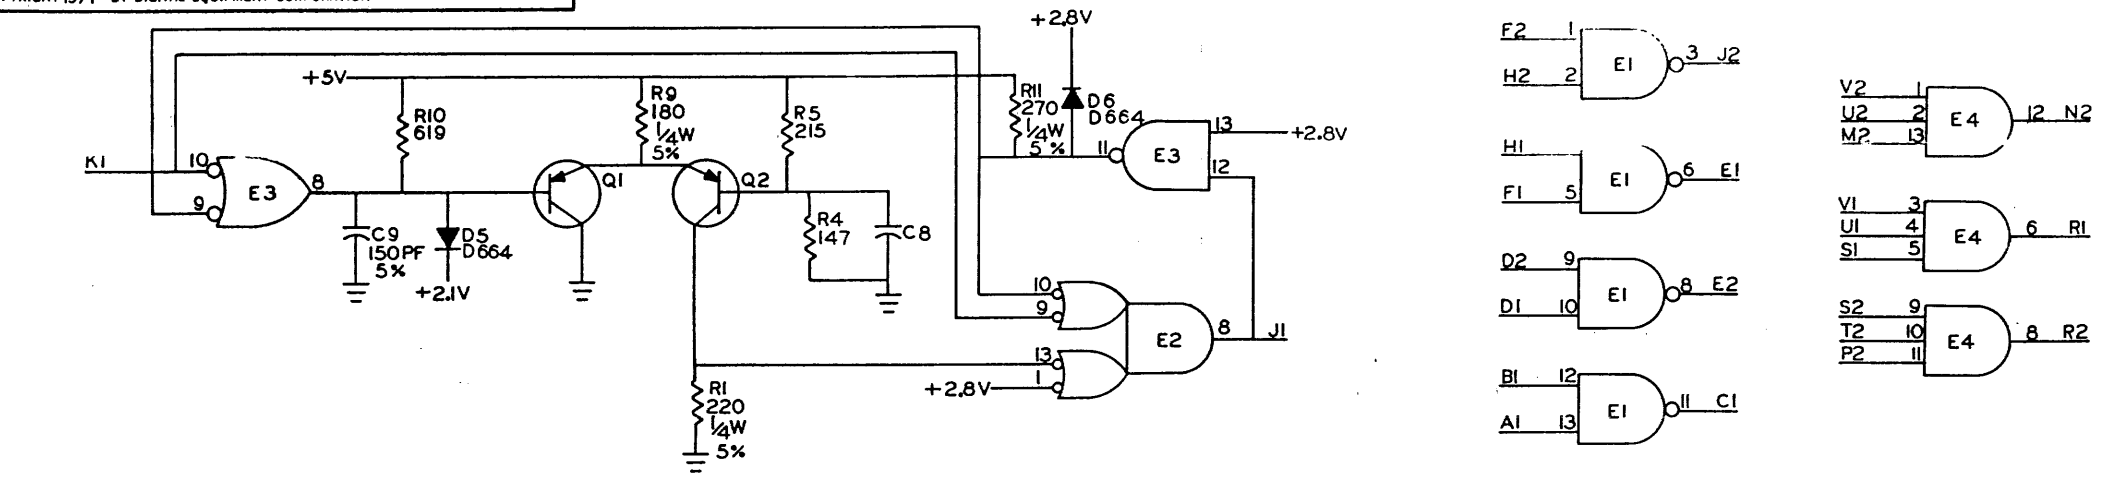 +2.8V
+5V
R10
619
R9
180
1/4W
5%
R5
215
R11
270
1/4W
5%
D6
D664
11
E3
13
12
+2.8V
K1
10
9
E3
8
C9
150PF
5%
D5
D664
+2.1V
Q1
Q2
R4
147
C8
10
9
13
1
+2.8V
E2
8
J1
R1
220
1/4W
5%
F2
1
H2
2
E1
3
J2
H1
F1
5
E1
6
E1
D2
9
D1
10
E1
8
E2
B1
12
A1
13
E1
11
C1
V2
1
U2
2
M2
13
E4
12
N2
V1
3
U1
4
S1
5
E4
6
R1
S2
9
T2
10
P2
11
E4
8
R2